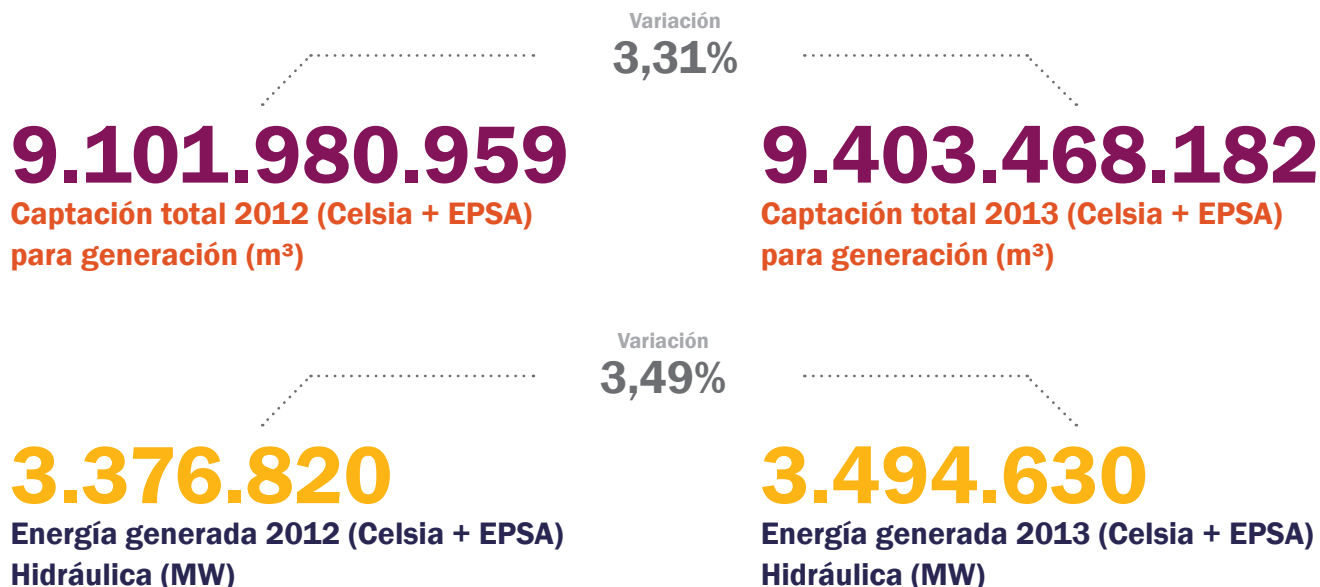 Variación
3,31%
9.101.980.959
Captación total 2012 (Celsia + EPSA)
para generación (m³)
9.403.468.182
Captación total 2013 (Celsia + EPSA)
para generación (m³)
Variación
3,49%
3.376.820
Energía generada 2012 (Celsia + EPSA)
Hidráulica (MW)
3.494.630
Energía generada 2013 (Celsia + EPSA)
Hidráulica (MW)